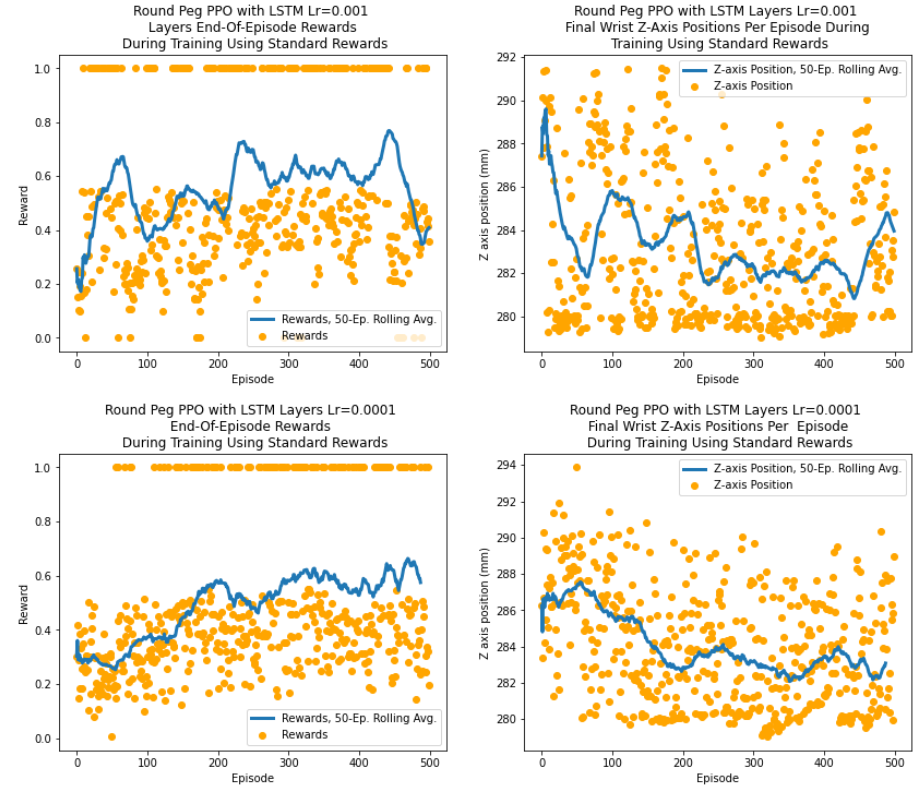 Round Peg PPO with LSTM Lr=0.001
Layers End-Of-Episode Rewards
During Training Using Standard Rewards
1.0
0.8
0.6
0.4
0.2
0.0
Reward
Rewards, 50-Ep. Rolling Avg.
Rewards
0
100
200
300
400
500
Episode
Round Peg PPO with LSTM Layers Lr=0.001
Final Wrist Z-Axis Positions Per Episode During
Training Using Standard Rewards
292
290
288
286
284
282
280
Z axis position (mm)
Z-axis Position, 50-Ep. Rolling Avg.
Z-axis Position
0
100
200
300
400
500
Episode
Round Peg PPO with LSTM Layers Lr=0.0001
End-Of-Episode Rewards
During Training Using Standard Rewards
1.0
0.8
0.6
0.4
0.2
0.0
Reward
Rewards, 50-Ep. Rolling Avg.
Rewards
0
100
200
300
400
500
Episode
Round Peg PPO with LSTM Layers Lr=0.0001
Final Wrist Z-Axis Positions Per  Episode
During Training Using Standard Rewards
294
292
290
288
286
284
282
280
Z axis position (mm)
Z-axis Position, 50-Ep. Rolling Avg.
Z-axis Position
0
100
200
300
400
500
Episode